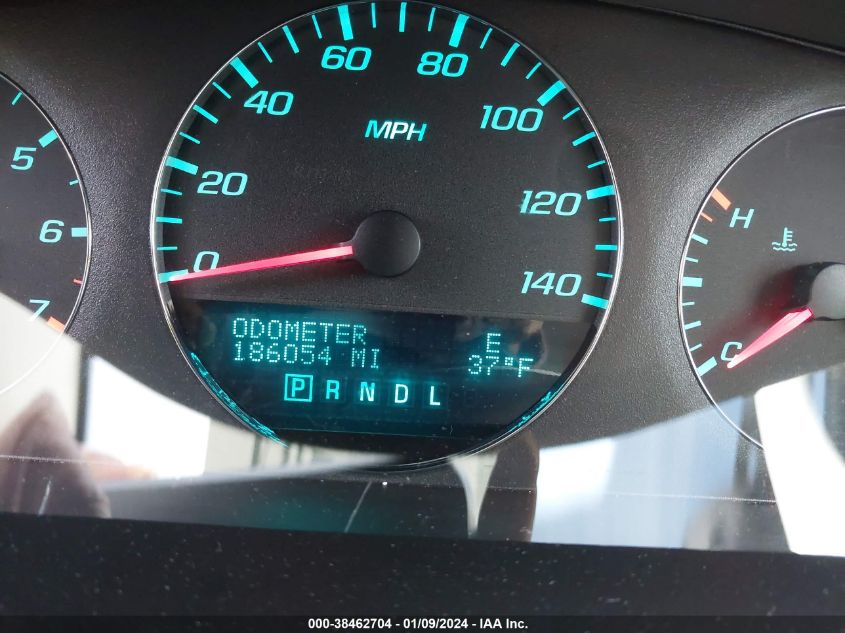 60
80
40
100
MPH
5
20
120
H
6
0
140
7
C
ODOMETER
E
186054 MI
37°F
P R N D L
000-38462704 - 01/09/2024 - IAA Inc.